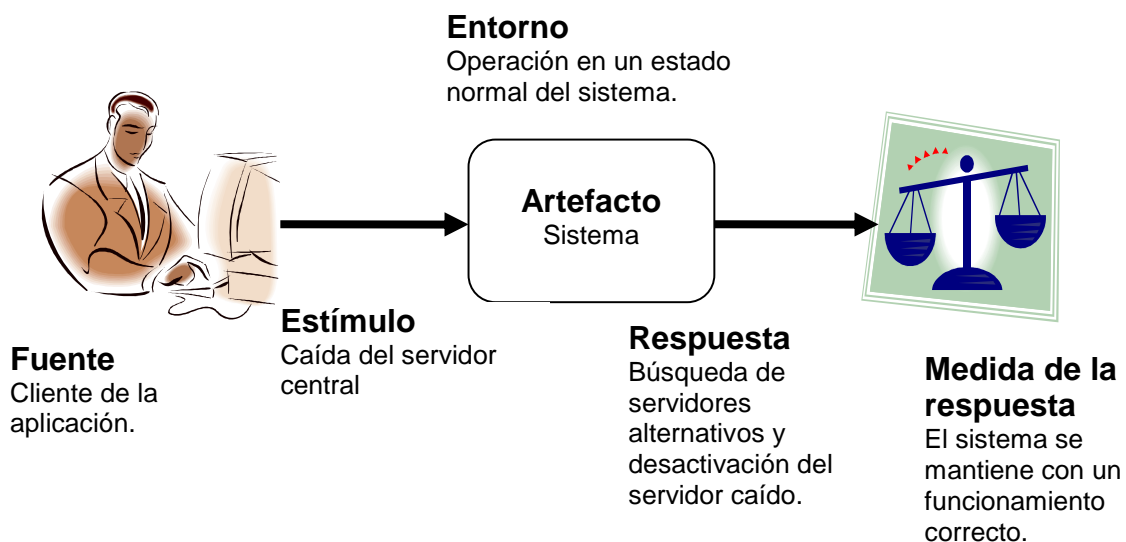 Entorno
Operación en un estado
normal del sistema.
Artefacto
Sistema
Fuente
Cliente de la
aplicación.
Estímulo
Caída del servidor
central
Respuesta
Búsqueda de
servidores
alternativos y
desactivación del
servidor caído.
Medida de la
respuesta
El sistema se
mantiene con un
funcionamiento
correcto.